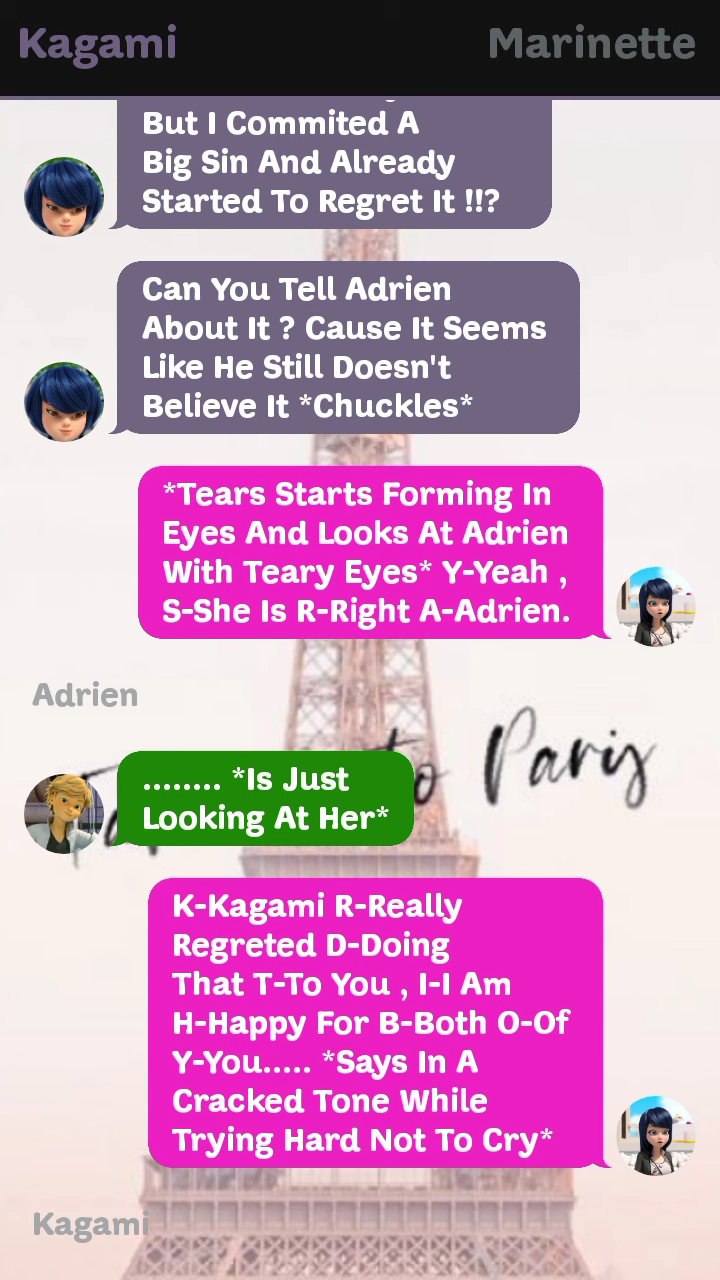 Kagami Marinette
But I Commited A
Big Sin And Already
Started To Regret It !!?
Can You Tell Adrien
About It ? Cause It Seems
Like He Still Doesn't
Believe It *Chuckles*
*Tears Starts Forming In
Eyes And Looks At Adrien
With Teary Eyes* Y-Yeah ,
S-She Is R-Right A-Adrien.
Adrien
to Paris
........ *Is Just
Looking At Her*
K-Kagami R-Really
Regreted D-Doing
That T-To You , I-I Am
H-Happy For B-Both O-Of
Y-You..... *Says In A
Cracked Tone While
Trying Hard Not To Cry*
Kagami